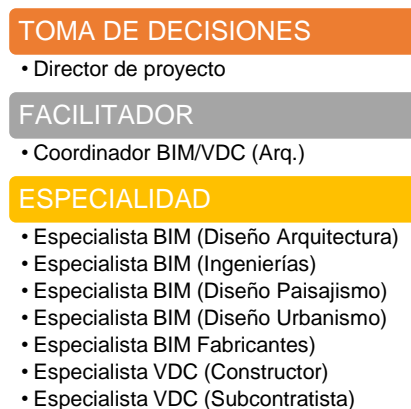 TOMA DE DECISIONES
• Director de proyecto
FACILITADOR
• Coordinador BIM/VDC (Arq.)
ESPECIALIDAD
• Especialista BIM (Diseño Arquitectura)
• Especialista BIM (Ingenierías)
• Especialista BIM (Diseño Paisajismo)
• Especialista BIM (Diseño Urbanismo)
• Especialista BIM Fabricantes)
• Especialista VDC (Constructor)
• Especialista VDC (Subcontratista)